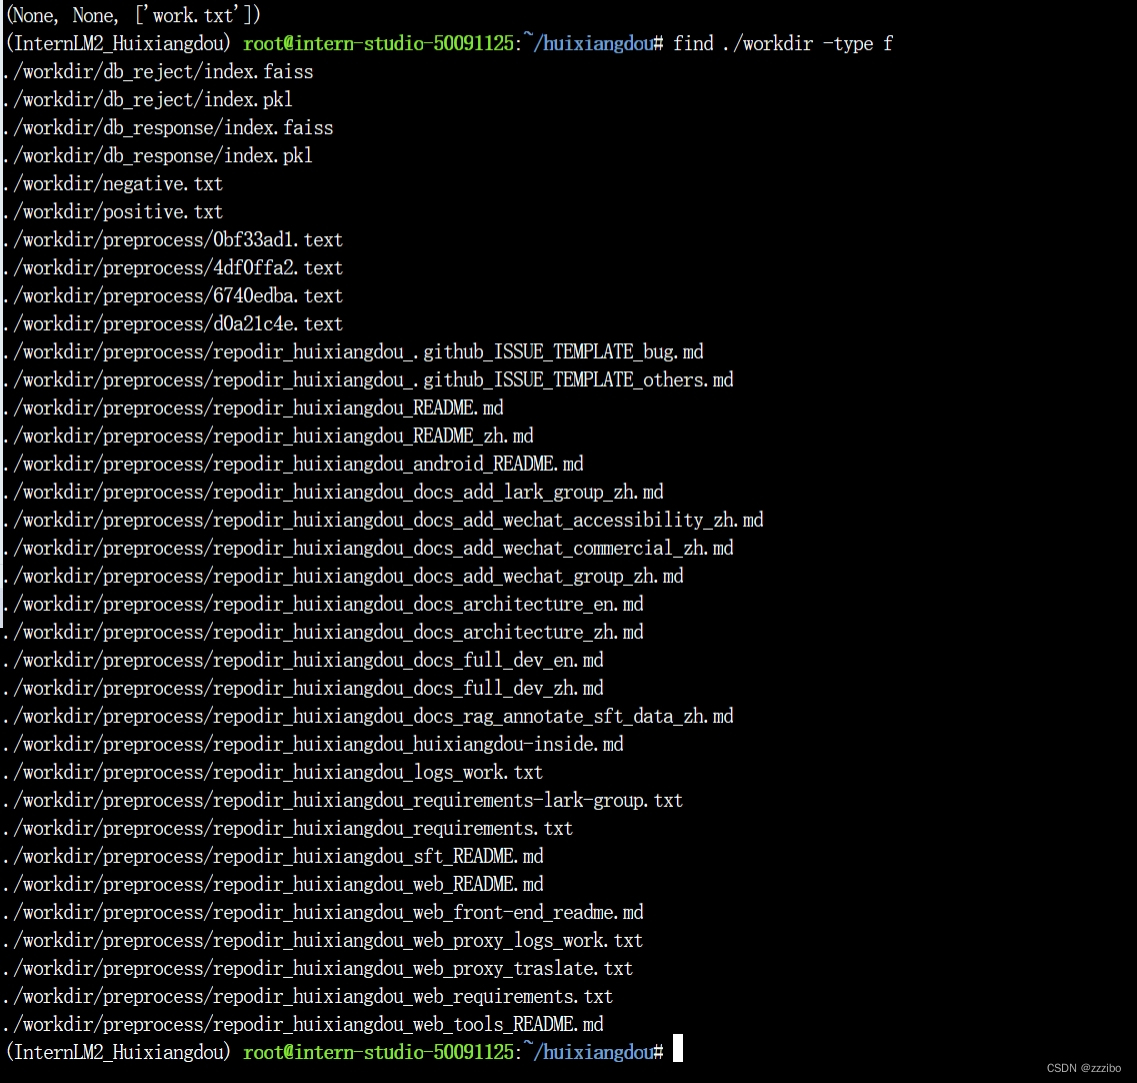 (None, None, ['work.txt'])
(InternLM2_Huixiangdou) root@intern-studio-50091125:~/huixiangdou# find ./workdir -type f
./workdir/db_reject/index.faiss
./workdir/db_reject/index.pkl
./workdir/db_response/index.faiss
./workdir/db_response/index.pkl
./workdir/negative.txt
./workdir/positive.txt
./workdir/preprocess/0bf33ad1.text
./workdir/preprocess/4df0ffa2.text
./workdir/preprocess/6740edba.text
./workdir/preprocess/d0a21c4e.text
./workdir/preprocess/repodir_huixiangdou_.github_ISSUE_TEMPLATE_bug.md
./workdir/preprocess/repodir_huixiangdou_.github_ISSUE_TEMPLATE_others.md
./workdir/preprocess/repodir_huixiangdou_README.md
./workdir/preprocess/repodir_huixiangdou_README_zh.md
./workdir/preprocess/repodir_huixiangdou_android_README.md
./workdir/preprocess/repodir_huixiangdou_docs_add_lark_group_zh.md
./workdir/preprocess/repodir_huixiangdou_docs_add_wechat_accessibility_zh.md
./workdir/preprocess/repodir_huixiangdou_docs_add_wechat_commercial_zh.md
./workdir/preprocess/repodir_huixiangdou_docs_add_wechat_group_zh.md
./workdir/preprocess/repodir_huixiangdou_docs_architecture_en.md
./workdir/preprocess/repodir_huixiangdou_docs_architecture_zh.md
./workdir/preprocess/repodir_huixiangdou_docs_full_dev_en.md
./workdir/preprocess/repodir_huixiangdou_docs_full_dev_zh.md
./workdir/preprocess/repodir_huixiangdou_docs_rag_annotate_sft_data_zh.md
./workdir/preprocess/repodir_huixiangdou_huixiangdou-inside.md
./workdir/preprocess/repodir_huixiangdou_logs_work.txt
./workdir/preprocess/repodir_huixiangdou_requirements-lark-group.txt
./workdir/preprocess/repodir_huixiangdou_requirements.txt
./workdir/preprocess/repodir_huixiangdou_sft_README.md
./workdir/preprocess/repodir_huixiangdou_web_README.md
./workdir/preprocess/repodir_huixiangdou_web_front-end_readme.md
./workdir/preprocess/repodir_huixiangdou_web_proxy_logs_work.txt
./workdir/preprocess/repodir_huixiangdou_web_proxy_traslate.txt
./workdir/preprocess/repodir_huixiangdou_web_requirements.txt
./workdir/preprocess/repodir_huixiangdou_web_tools_README.md
(InternLM2_Huixiangdou) root@intern-studio-50091125:~/huixiangdou#
CSDN @zzzibo